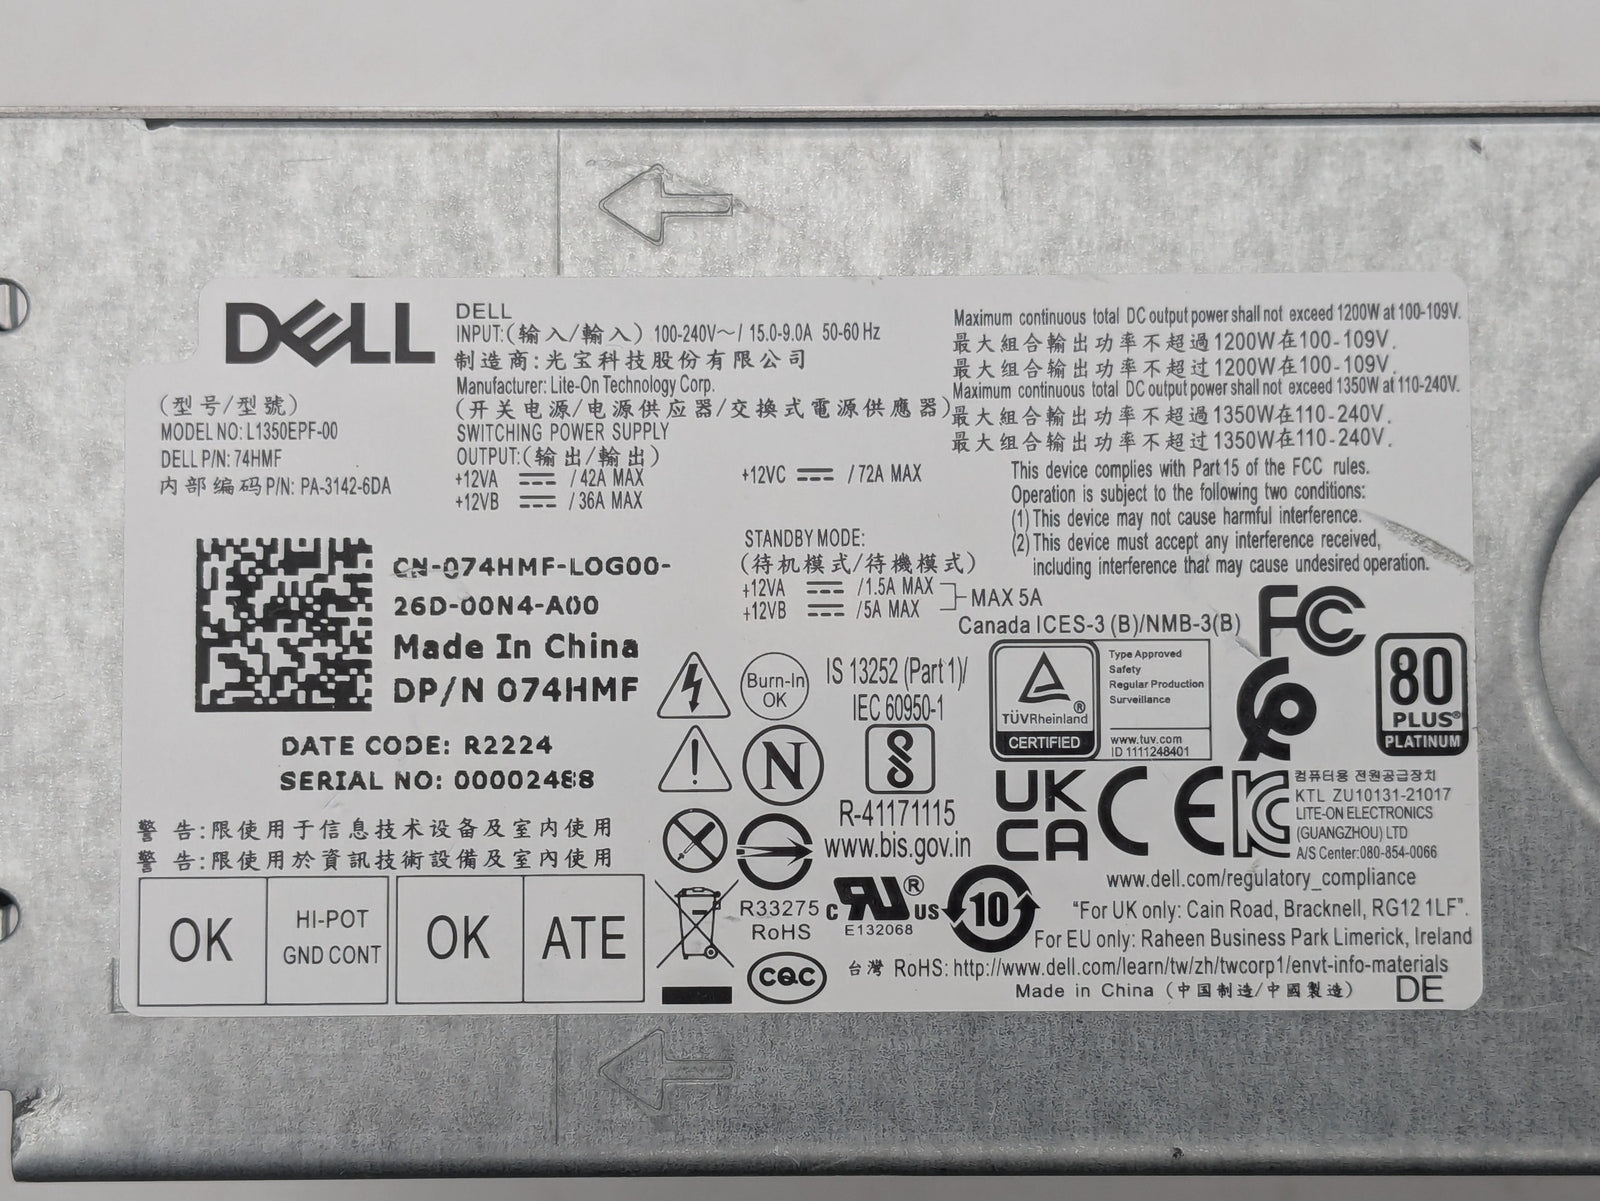 DELL
DELL
INPUT:(输入/輸入) 100-240V～/ 15.0-9.0A 50-60 Hz
制造商:光宝科技股份有限公司
Manufacturer: Lite-On Technology Corp.
(开关电源/电源供应器/交換式電源供應器)
SWITCHING POWER SUPPLY
OUTPUT:(输出/輸出)
+12VA ⎓ /42A MAX
+12VB ⎓ /36A MAX
+12VC ⎓ /72A MAX
STANDBY MODE:
(待机模式/待機模式)
+12VA ⎓ /1.5A MAX
+12VB ⎓ /5A MAX
MAX 5A
(型号/型號)
MODEL NO: L1350EPF-00
DELL P/N: 74HMF
内部编码P/N: PA-3142-6DA
Maximum continuous total DC output power shall not exceed 1200W at 100-109V.
最大組合輸出功率不超過1200W在100-109V.
最大组合输出功率不超过1200W在100-109V.
Maximum continuous total DC output power shall not exceed 1350W at 110-240V.
最大組合輸出功率不超過1350W在110-240V.
最大组合输出功率不超过1350W在110-240V.
This device complies with Part 15 of the FCC rules.
Operation is subject to the following two conditions:
(1) This device may not cause harmful interference.
(2) This device must accept any interference received,
including interference that may cause undesired operation.
Canada ICES-3 (B)/NMB-3(B)
FC
CN-074HMF-LOG00-
26D-00N4-A00
Made In China
DP/N 074HMF
DATE CODE: R2224
SERIAL NO: 00002488
警 告:限使用于信息技术设备及室内使用
警 告:限使用於資訊技術設備及室內使用
OK
HI-POT
GND CONT
OK
ATE
Burn-In
OK
N
IS 13252 (Part 1)/
IEC 60950-1
R-41171115
www.bis.gov.in
TÜVRheinland
®
CERTIFIED
Type Approved
Safety
Regular Production
Surveillance
www.tuv.com
ID 1111248401
80
PLUS®
PLATINUM
UK
CA
CE
컴퓨터용 전원공급장치
KTL ZU10131-21017
LITE-ON ELECTRONICS
(GUANGZHOU) LTD
A/S Center:080-854-0066
R33275
RoHS
c RU ® US
E132068
10
CQC
www.dell.com/regulatory_compliance
“For UK only: Cain Road, Bracknell, RG12 1LF”.
For EU only: Raheen Business Park Limerick, Ireland
台灣 RoHS: http://www.dell.com/learn/tw/zh/twcorp1/envt-info-materials
Made in China (中国制造/中國製造)
DE